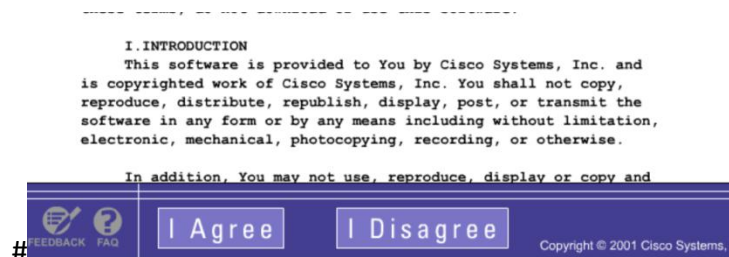 I.INTRODUCTION
This software is provided to You by Cisco Systems, Inc. and
is copyrighted work of Cisco Systems, Inc. You shall not copy,
reproduce, distribute, republish, display, post, or transmit the
software in any form or by any means including without limitation,
electronic, mechanical, photocopying, recording, or otherwise.
In addition, You may not use, reproduce, display or copy and
I Agree
I Disagree
#
FEEDBACK FAQ
Copyright © 2001 Cisco Systems,